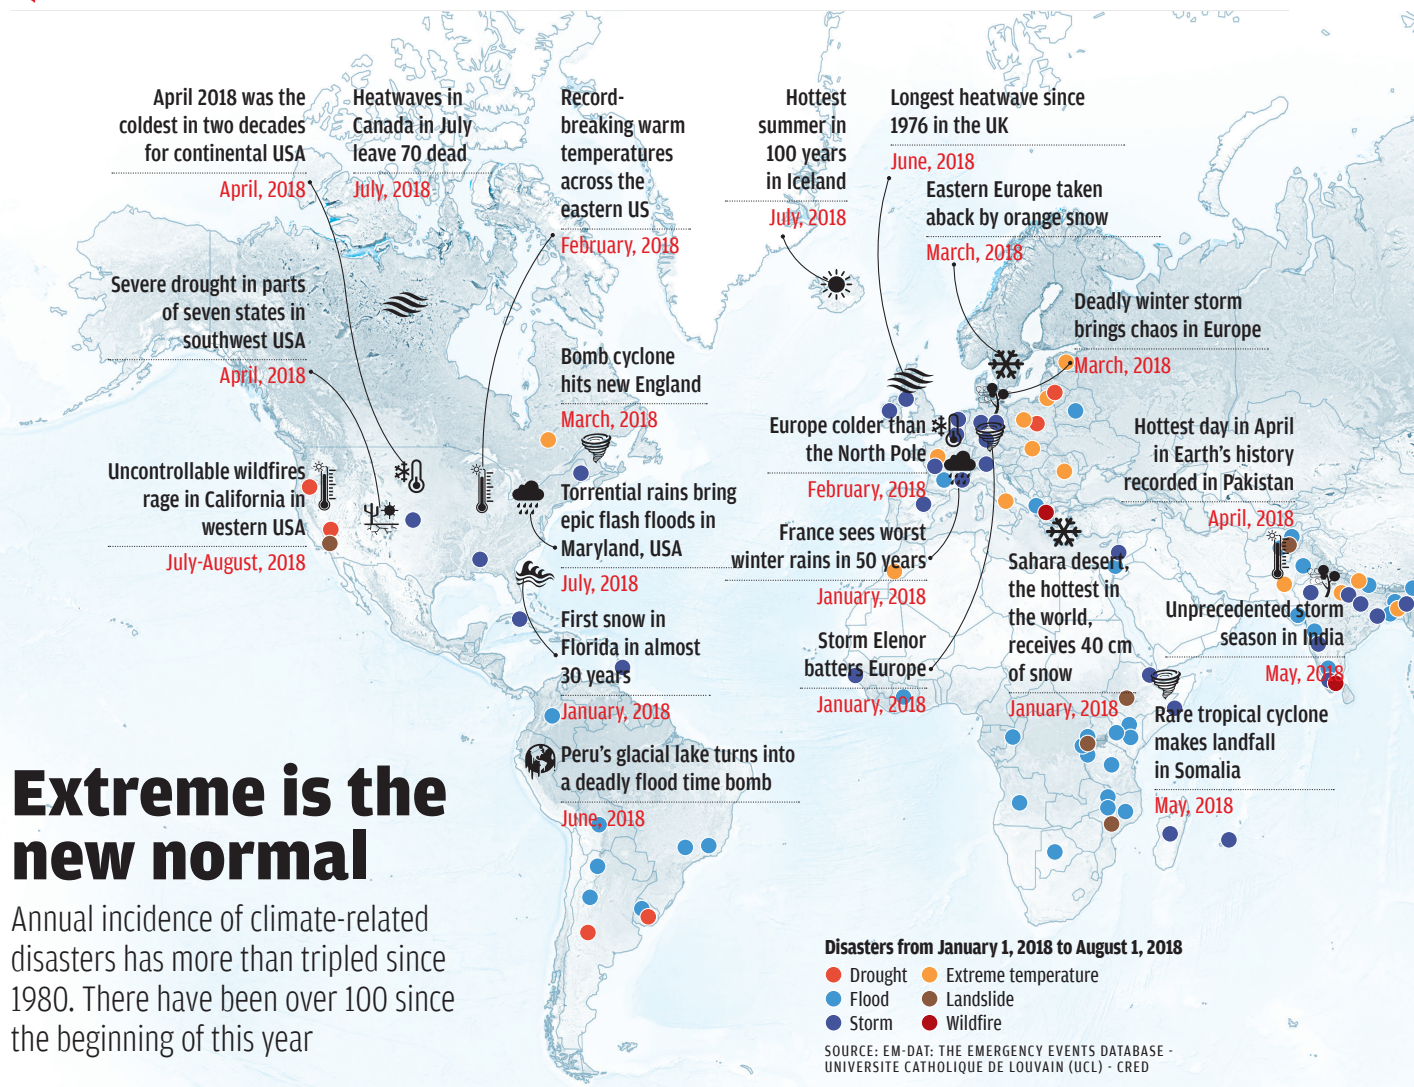 April 2018 was the
coldest in two decades
for continental USA
April, 2018
Heatwaves in
Canada in July
leave 70 dead
July, 2018
Record-
breaking warm
temperatures
across the
eastern US
February, 2018
Hottest
summer in
100 years
in Iceland
July, 2018
Longest heatwave since
1976 in the UK
June, 2018
Eastern Europe taken
aback by orange snow
March, 2018
Severe drought in parts
of seven states in
southwest USA
April, 2018
Deadly winter storm
brings chaos in Europe
March, 2018
Bomb cyclone
hits new England
March, 2018
Europe colder than
the North Pole
February, 2018
Hottest day in April
in Earth's history
recorded in Pakistan
April, 2018
Uncontrollable wildfires
rage in California in
western USA
July-August, 2018
Torrential rains bring
epic flash floods in
Maryland, USA
July, 2018
France sees worst
winter rains in 50 years
January, 2018
Sahara desert,
the hottest in
the world,
receives 40 cm
of snow
January, 2018
Unprecedented storm
season in India
May, 2018
First snow in
Florida in almost
30 years
January, 2018
Storm Elenor
batters Europe
January, 2018
Rare tropical cyclone
makes landfall
in Somalia
May, 2018
Peru's glacial lake turns into
a deadly flood time bomb
June, 2018
Extreme is the
new normal
Annual incidence of climate-related
disasters has more than tripled since
1980. There have been over 100 since
the beginning of this year
Disasters from January 1, 2018 to August 1, 2018
Drought
Extreme temperature
Flood
Landslide
Storm
Wildfire
SOURCE: EM-DAT: THE EMERGENCY EVENTS DATABASE -
UNIVERSITE CATHOLIQUE DE LOUVAIN (UCL) - CRED